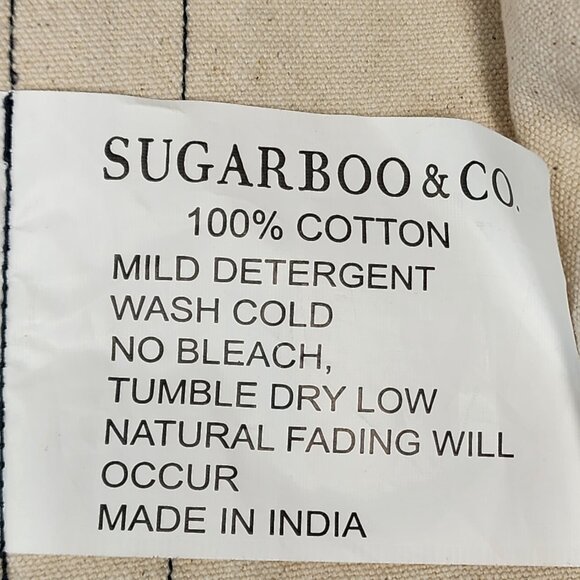 SUGARBOO & CO.
100% COTTON
MILD DETERGENT
WASH COLD
NO BLEACH,
TUMBLE DRY LOW
NATURAL FADING WILL
OCCUR
MADE IN INDIA